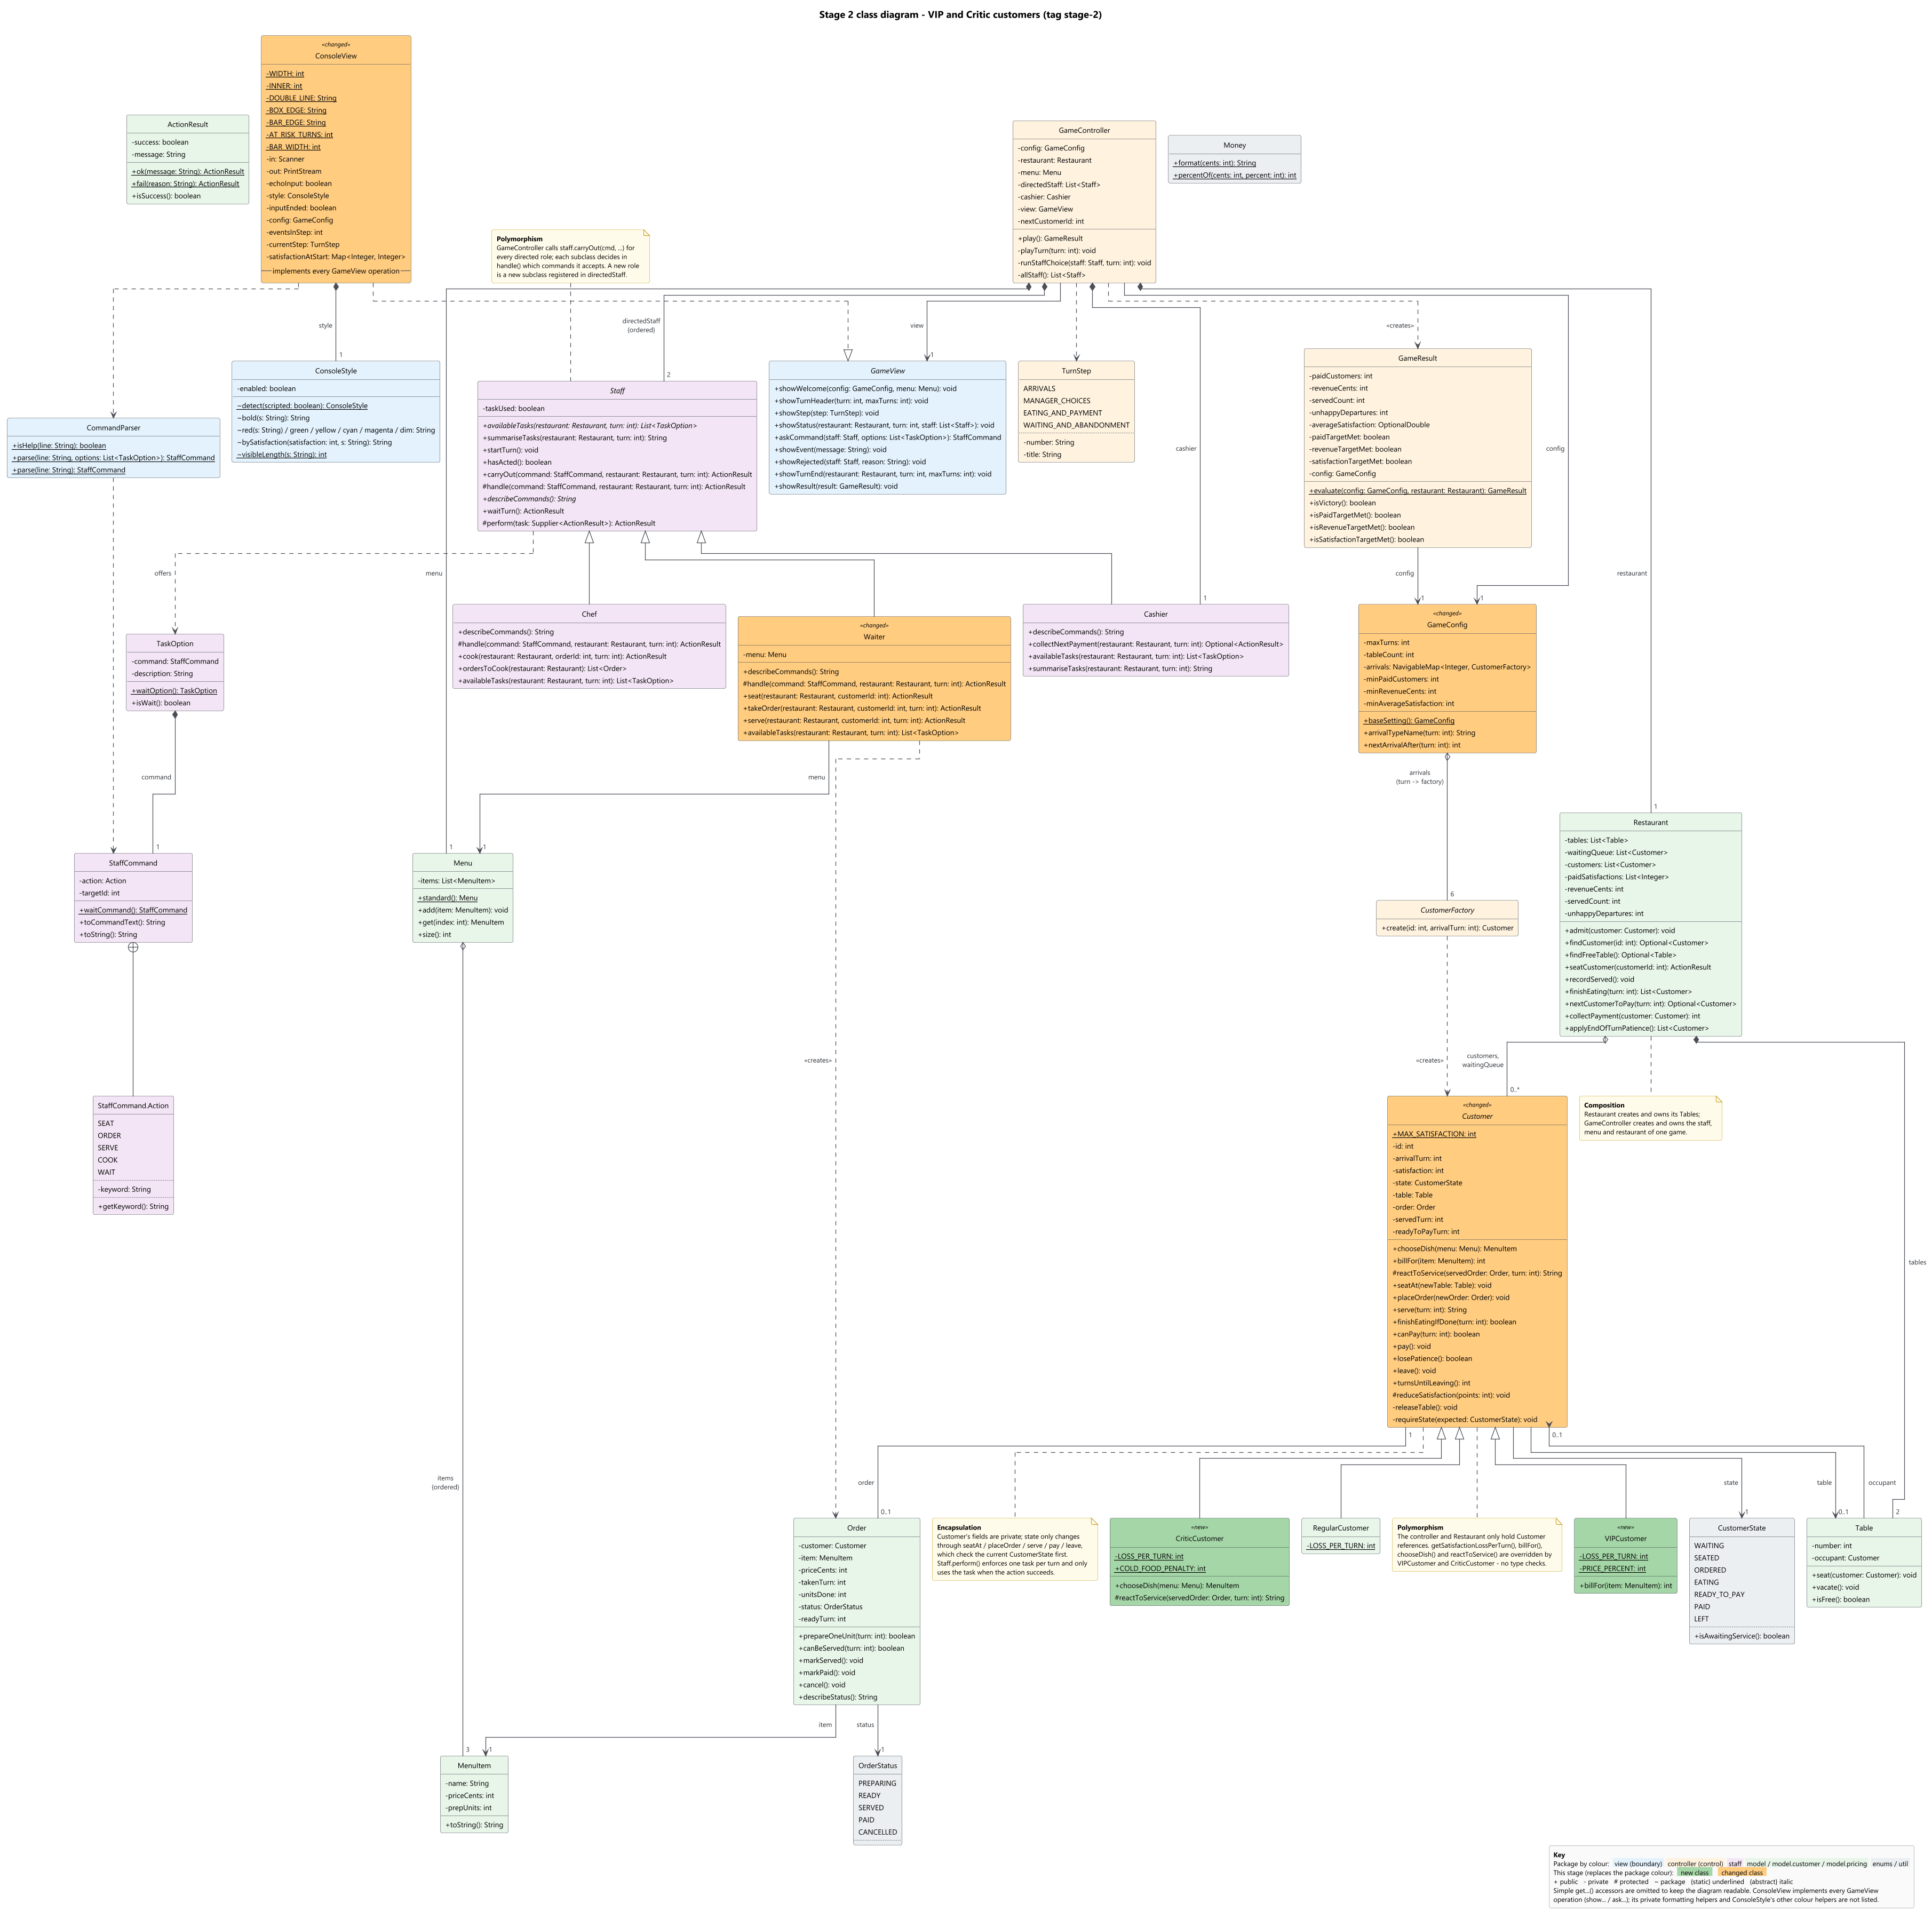 Stage 2 class diagram - VIP and Critic customers (tag stage-2)
«changed»
ConsoleView
-WIDTH: int
-INNER: int
-DOUBLE_LINE: String
-BOX_EDGE: String
-BAR_EDGE: String
-AT_RISK_TURNS: int
-BAR_WIDTH: int
-in: Scanner
-out: PrintStream
-echoInput: boolean
-style: ConsoleStyle
-inputEnded: boolean
-config: GameConfig
-eventsInStep: int
-currentStep: TurnStep
-satisfactionAtStart: Map<Integer, Integer>
implements every GameView operation
ActionResult
-success: boolean
-message: String
+ok(message: String): ActionResult
+fail(reason: String): ActionResult
+isSuccess(): boolean
GameController
-config: GameConfig
-restaurant: Restaurant
-menu: Menu
-directedStaff: List<Staff>
-cashier: Cashier
-view: GameView
-nextCustomerId: int
+play(): GameResult
-playTurn(turn: int): void
-runStaffChoice(staff: Staff, turn: int): void
-allStaff(): List<Staff>
Money
+format(cents: int): String
+percentOf(cents: int, percent: int): int
Polymorphism
GameController calls staff.carryOut(cmd, ...) for
every directed role; each subclass decides in
handle() which commands it accepts. A new role
is a new subclass registered in directedStaff.
style
1
directedStaff
(ordered)
2
view
1
cashier
1
«creates»
config
1
ConsoleStyle
-enabled: boolean
~detect(scripted: boolean): ConsoleStyle
~bold(s: String): String
~red(s: String) / green / yellow / cyan / magenta / dim: String
~bySatisfaction(satisfaction: int, s: String): String
~visibleLength(s: String): int
CommandParser
+isHelp(line: String): boolean
+parse(line: String, options: List<TaskOption>): StaffCommand
+parse(line: String): StaffCommand
Staff
-taskUsed: boolean
+availableTasks(restaurant: Restaurant, turn: int): List<TaskOption>
+summariseTasks(restaurant: Restaurant, turn: int): String
+startTurn(): void
+hasActed(): boolean
+carryOut(command: StaffCommand, restaurant: Restaurant, turn: int): ActionResult
#handle(command: StaffCommand, restaurant: Restaurant, turn: int): ActionResult
+describeCommands(): String
+waitTurn(): ActionResult
#perform(task: Supplier<ActionResult>): ActionResult
GameView
+showWelcome(config: GameConfig, menu: Menu): void
+showTurnHeader(turn: int, maxTurns: int): void
+showStep(step: TurnStep): void
+showStatus(restaurant: Restaurant, turn: int, staff: List<Staff>): void
+askCommand(staff: Staff, options: List<TaskOption>): StaffCommand
+showEvent(message: String): void
+showRejected(staff: Staff, reason: String): void
+showTurnEnd(restaurant: Restaurant, turn: int, maxTurns: int): void
+showResult(result: GameResult): void
TurnStep
ARRIVALS
MANAGER_CHOICES
EATING_AND_PAYMENT
WAITING_AND_ABANDONMENT
-number: String
-title: String
GameResult
-paidCustomers: int
-revenueCents: int
-servedCount: int
-unhappyDepartures: int
-averageSatisfaction: OptionalDouble
-paidTargetMet: boolean
-revenueTargetMet: boolean
-satisfactionTargetMet: boolean
-config: GameConfig
+evaluate(config: GameConfig, restaurant: Restaurant): GameResult
+isVictory(): boolean
+isPaidTargetMet(): boolean
+isRevenueTargetMet(): boolean
+isSatisfactionTargetMet(): boolean
offers
menu
1
config
1
restaurant
1
TaskOption
-command: StaffCommand
-description: String
+waitOption(): TaskOption
+isWait(): boolean
Chef
+describeCommands(): String
#handle(command: StaffCommand, restaurant: Restaurant, turn: int): ActionResult
+cook(restaurant: Restaurant, orderId: int, turn: int): ActionResult
+ordersToCook(restaurant: Restaurant): List<Order>
+availableTasks(restaurant: Restaurant, turn: int): List<TaskOption>
«changed»
Waiter
-menu: Menu
+describeCommands(): String
#handle(command: StaffCommand, restaurant: Restaurant, turn: int): ActionResult
+seat(restaurant: Restaurant, customerId: int): ActionResult
+takeOrder(restaurant: Restaurant, customerId: int, turn: int): ActionResult
+serve(restaurant: Restaurant, customerId: int, turn: int): ActionResult
+availableTasks(restaurant: Restaurant, turn: int): List<TaskOption>
Cashier
+describeCommands(): String
+collectNextPayment(restaurant: Restaurant, turn: int): Optional<ActionResult>
+availableTasks(restaurant: Restaurant, turn: int): List<TaskOption>
+summariseTasks(restaurant: Restaurant, turn: int): String
«changed»
GameConfig
-maxTurns: int
-tableCount: int
-arrivals: NavigableMap<Integer, CustomerFactory>
-minPaidCustomers: int
-minRevenueCents: int
-minAverageSatisfaction: int
+baseSetting(): GameConfig
+arrivalTypeName(turn: int): String
+nextArrivalAfter(turn: int): int
command
1
menu
1
arrivals
(turn -> factory)
6
StaffCommand
-action: Action
-targetId: int
+waitCommand(): StaffCommand
+toCommandText(): String
+toString(): String
Menu
-items: List<MenuItem>
+standard(): Menu
+add(item: MenuItem): void
+get(index: int): MenuItem
+size(): int
CustomerFactory
+create(id: int, arrivalTurn: int): Customer
Restaurant
-tables: List<Table>
-waitingQueue: List<Customer>
-customers: List<Customer>
-paidSatisfactions: List<Integer>
-revenueCents: int
-servedCount: int
-unhappyDepartures: int
+admit(customer: Customer): void
+findCustomer(id: int): Optional<Customer>
+findFreeTable(): Optional<Table>
+seatCustomer(customerId: int): ActionResult
+recordServed(): void
+finishEating(turn: int): List<Customer>
+nextCustomerToPay(turn: int): Optional<Customer>
+collectPayment(customer: Customer): int
+applyEndOfTurnPatience(): List<Customer>
«creates»
«creates»
customers,
waitingQueue
0..*
StaffCommand.Action
SEAT
ORDER
SERVE
COOK
WAIT
-keyword: String
+getKeyword(): String
«changed»
Customer
+MAX_SATISFACTION: int
-id: int
-arrivalTurn: int
-satisfaction: int
-state: CustomerState
-table: Table
-order: Order
-servedTurn: int
-readyToPayTurn: int
+chooseDish(menu: Menu): MenuItem
+billFor(item: MenuItem): int
#reactToService(servedOrder: Order, turn: int): String
+seatAt(newTable: Table): void
+placeOrder(newOrder: Order): void
+serve(turn: int): String
+finishEatingIfDone(turn: int): boolean
+canPay(turn: int): boolean
+pay(): void
+losePatience(): boolean
+leave(): void
+turnsUntilLeaving(): int
#reduceSatisfaction(points: int): void
-releaseTable(): void
-requireState(expected: CustomerState): void
Composition
Restaurant creates and owns its Tables;
GameController creates and owns the staff,
menu and restaurant of one game.
tables
2
items
(ordered)
3
1
order
0..1
state
1
table
0..1
occupant
0..1
Order
-customer: Customer
-item: MenuItem
-priceCents: int
-takenTurn: int
-unitsDone: int
-status: OrderStatus
-readyTurn: int
+prepareOneUnit(turn: int): boolean
+canBeServed(turn: int): boolean
+markServed(): void
+markPaid(): void
+cancel(): void
+describeStatus(): String
Encapsulation
Customer's fields are private; state only changes
through seatAt / placeOrder / serve / pay / leave,
which check the current CustomerState first.
Staff.perform() enforces one task per turn and only
uses the task when the action succeeds.
«new»
CriticCustomer
-LOSS_PER_TURN: int
+COLD_FOOD_PENALTY: int
+chooseDish(menu: Menu): MenuItem
#reactToService(servedOrder: Order, turn: int): String
RegularCustomer
-LOSS_PER_TURN: int
Polymorphism
The controller and Restaurant only hold Customer
references. getSatisfactionLossPerTurn(), billFor(),
chooseDish() and reactToService() are overridden by
VIPCustomer and CriticCustomer - no type checks.
«new»
VIPCustomer
-LOSS_PER_TURN: int
-PRICE_PERCENT: int
+billFor(item: MenuItem): int
CustomerState
WAITING
SEATED
ORDERED
EATING
READY_TO_PAY
PAID
LEFT
+isAwaitingService(): boolean
Table
-number: int
-occupant: Customer
+seat(customer: Customer): void
+vacate(): void
+isFree(): boolean
item
1
status
1
MenuItem
-name: String
-priceCents: int
-prepUnits: int
+toString(): String
OrderStatus
PREPARING
READY
SERVED
PAID
CANCELLED
Key
Package by colour: view (boundary) controller (control) staff model / model.customer / model.pricing enums / util
This stage (replaces the package colour): new class changed class
+ public - private # protected ~ package (static) underlined (abstract) italic
Simple get...() accessors are omitted to keep the diagram readable. ConsoleView implements every GameView
operation (show... / ask...); its private formatting helpers and ConsoleStyle's other colour helpers are not listed.